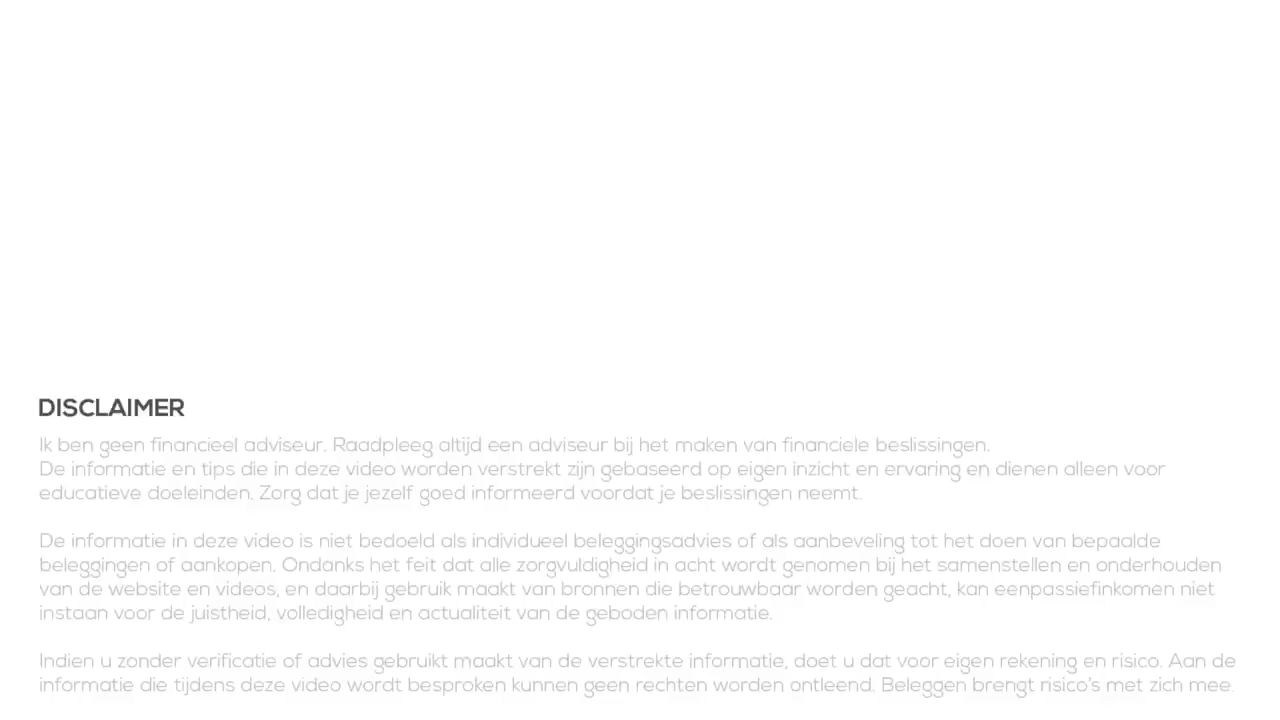 DISCLAIMER
Ik ben geen financieel adviseur. Raadpleeg altijd een adviseur bij het maken van financiele beslissingen.
De informatie en tips die in deze video worden verstrekt zijn gebaseerd op eigen inzicht en ervaring en dienen alleen voor
educatieve doeleinden. Zorg dat je jezelf goed informeerd voordat je beslissingen neemt.
De informatie in deze video is niet bedoeld als individueel beleggingsadvies of als aanbeveling tot het doen van bepaalde
beleggingen of aankopen. Ondanks het feit dat alle zorgvuldigheid in acht wordt genomen bij het samenstellen en onderhouden
van de website en videos, en daarbij gebruik maakt van bronnen die betrouwbaar worden geacht, kan eenpassiefinkomen niet
instaan voor de juistheid, volledigheid en actualiteit van de geboden informatie.
Indien u zonder verificatie of advies gebruikt maakt van de verstrekte informatie, doet u dat voor eigen rekening en risico. Aan de
informatie die tijdens deze video wordt besproken kunnen geen rechten worden ontleend. Beleggen brengt risico's met zich mee.